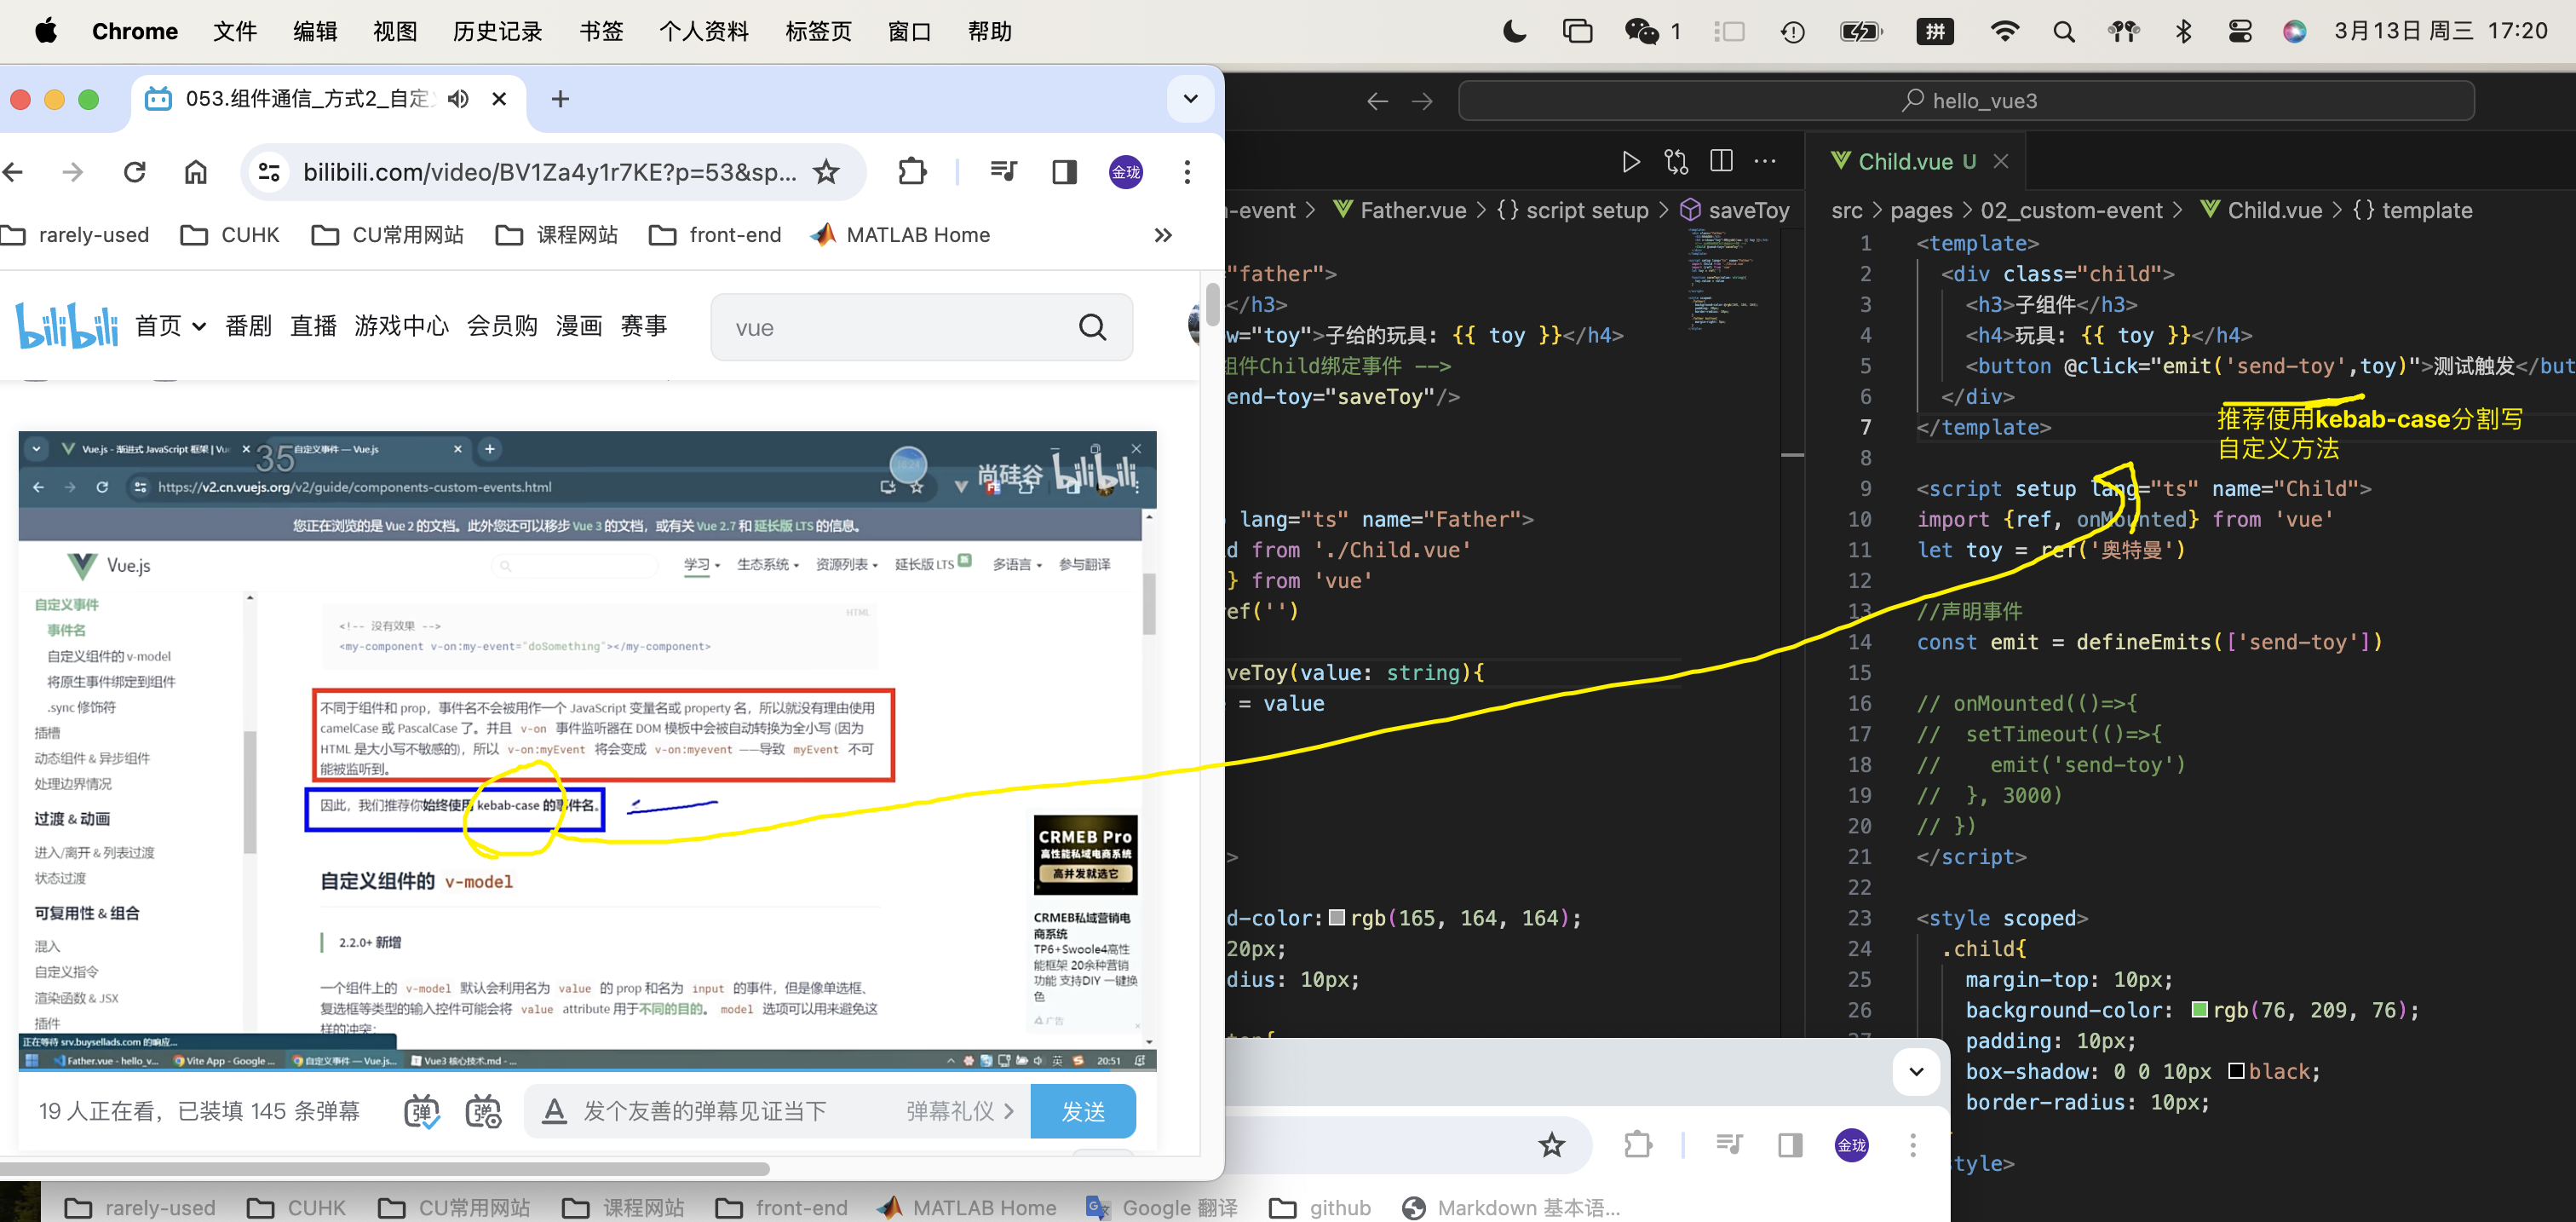 Chrome 文件 编辑 视图 历史记录 书签 个人资料 标签页 窗口 帮助
1 拼 3月13日 周三 17:20
053.组件通信_方式2_自定
bilibili.com/video/BV1Za4y1r7KE?p=53&sp...
金珑
rarely-used CUHK CU常用网站 课程网站 front-end MATLAB Home
bilibili 首页 番剧 直播 游戏中心 会员购 漫画 赛事
vue
Vue.js - 渐进式 JavaScript 框架 | Vue
自定义事件 — Vue.js
35
尚硅谷 bilibili
https://v2.cn.vuejs.org/v2/guide/components-custom-events.html
您正在浏览的是 Vue 2 的文档。此外您还可以移步 Vue 3 的文档，或有关 Vue 2.7 和 延长版 LTS 的信息。
Vue.js 学习 生态系统 资源列表 延长版 LTS 多语言 参与翻译
自定义事件
事件名
自定义组件的 v-model
将原生事件绑定到组件
.sync 修饰符
插槽
动态组件 & 异步组件
处理边界情况
过渡 & 动画
进入/离开 & 列表过渡
状态过渡
可复用性 & 组合
混入
自定义指令
渲染函数 & JSX
插件
HTML
<!-- 没有效果 -->
<my-component v-on:my-event="doSomething"></my-component>
不同于组件和 prop，事件名不会被用作一个 JavaScript 变量名或 property 名，所以就没有理由使用
camelCase 或 PascalCase 了。并且 v-on 事件监听器在 DOM 模板中会被自动转换为全小写 (因为
HTML 是大小写不敏感的)，所以 v-on:myEvent 将会变成 v-on:myevent ——导致 myEvent 不可
能被监听到。
因此，我们推荐你始终使用 kebab-case 的事件名。
自定义组件的 v-model
2.2.0+ 新增
一个组件上的 v-model 默认会利用名为 value 的 prop 和名为 input 的事件，但是像单选框、
复选框等类型的输入控件可能会将 value attribute 用于不同的目的。model 选项可以用来避免这
样的冲突：
CRMEB Pro
高性能私域电商系统
高并发就选它
CRMEB私域营销电
商系统
TP6+Swoole4高性
能框架 20余种营销
功能 支持DIY 一键换
色
广告
正在等待 srv.buysellads.com 的响应...
Father.vue - hello_v... Vite App - Google ... 自定义事件 — Vue.js... Vue3 核心技术.md - ... 英 20:51
19 人正在看，已装填 145 条弹幕 弹 弹 A 发个友善的弹幕见证当下 弹幕礼仪 > 发送
hello_vue3
-event > Father.vue > {} script setup > saveToy
"father">
</h3>
w="toy">子给的玩具: {{ toy }}</h4>
组件Child绑定事件 -->
end-toy="saveToy"/>
lang="ts" name="Father">
d from './Child.vue'
} from 'vue'
ref('')
veToy(value: string){
= value
>
d-color: rgb(165, 164, 164);
20px;
dius: 10px;
Child.vue U
src > pages > 02_custom-event > Child.vue > {} template
1 <template>
2 <div class="child">
3 <h3>子组件</h3>
4 <h4>玩具: {{ toy }}</h4>
5 <button @click="emit('send-toy',toy)">测试触发</but
6 </div>
7 </template>
推荐使用kebab-case分割写
自定义方法
8
9 <script setup lang="ts" name="Child">
10 import {ref, onMounted} from 'vue'
11 let toy = ref('奥特曼')
12
13 //声明事件
14 const emit = defineEmits(['send-toy'])
15
16 // onMounted(()=>{
17 // setTimeout(()=>{
18 // emit('send-toy')
19 // }, 3000)
20 // })
21 </script>
22
23 <style scoped>
24 .child{
25 margin-top: 10px;
26 background-color: rgb(76, 209, 76);
padding: 10px;
box-shadow: 0 0 10px black;
border-radius: 10px;
style>
金珑
rarely-used CUHK CU常用网站 课程网站 front-end MATLAB Home Google 翻译 github Markdown 基本语...